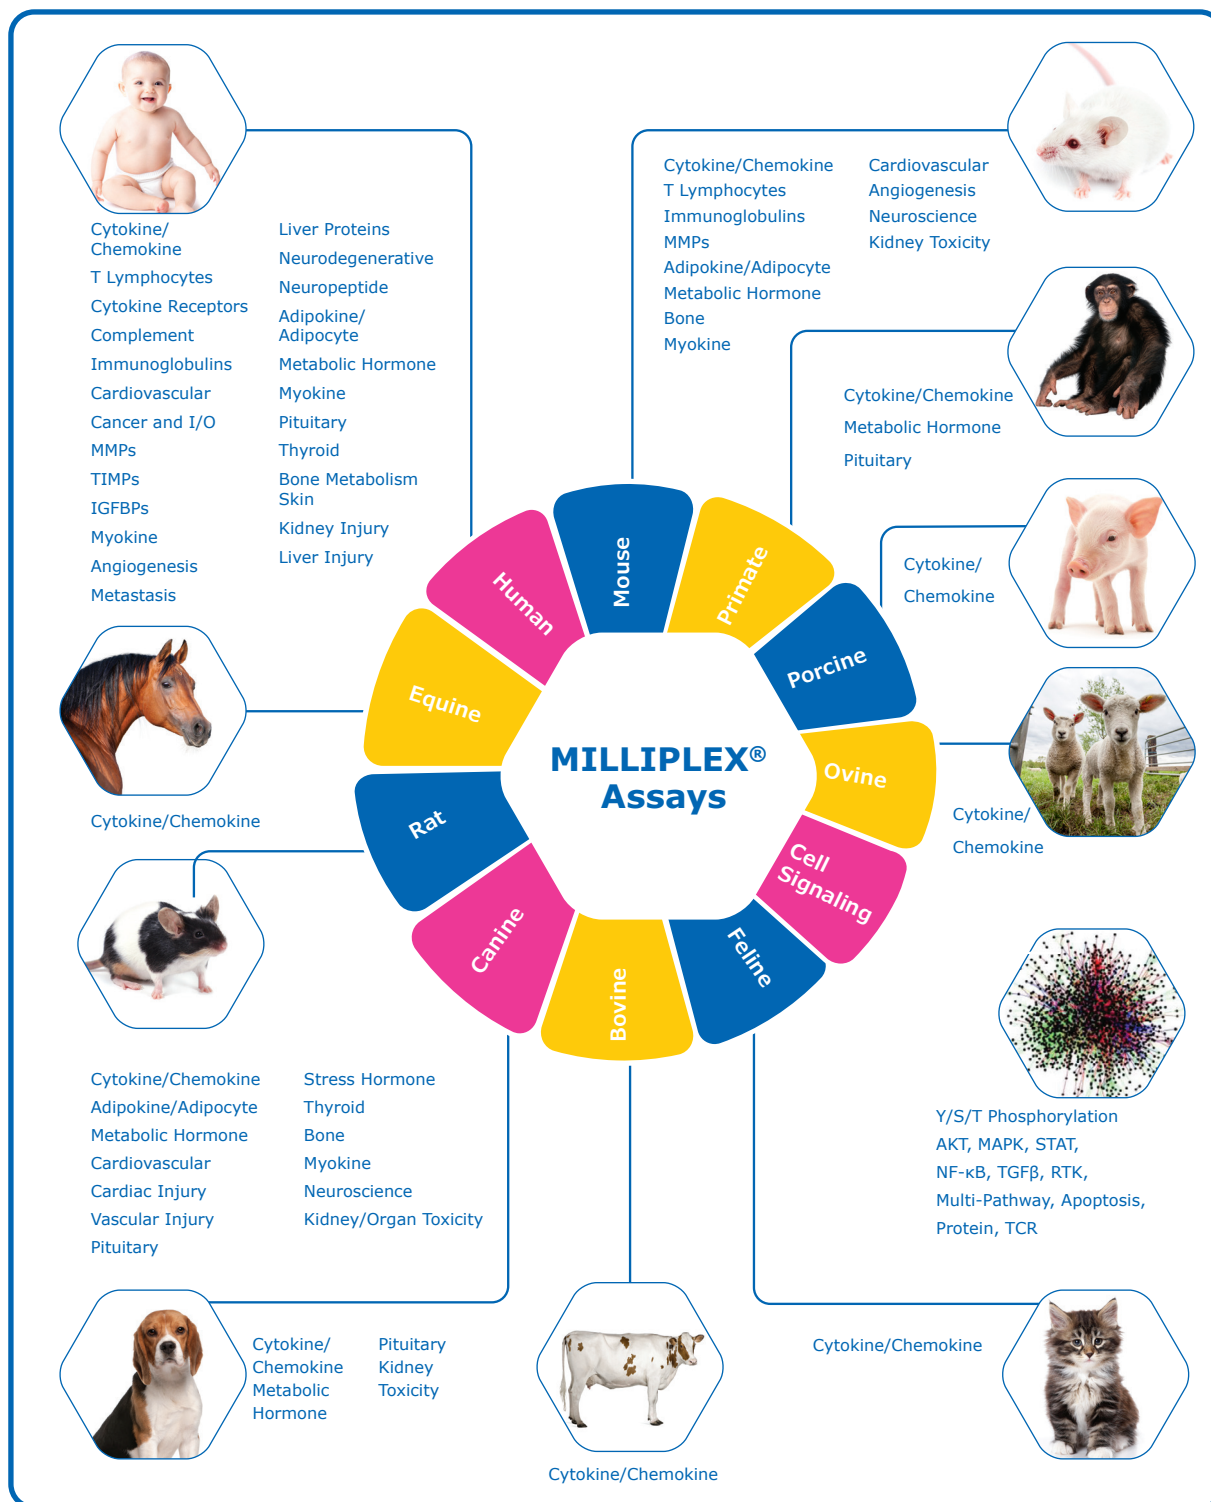 Cytokine/
Chemokine
T Lymphocytes
Cytokine Receptors
Complement
Immunoglobulins
Cardiovascular
Cancer and I/O
MMPs
TIMPs
IGFBPs
Myokine
Angiogenesis
Metastasis
Liver Proteins
Neurodegenerative
Neuropeptide
Adipokine/
Adipocyte
Metabolic Hormone
Myokine
Pituitary
Thyroid
Bone Metabolism
Skin
Kidney Injury
Liver Injury
Cytokine/Chemokine
T Lymphocytes
Immunoglobulins
MMPs
Adipokine/Adipocyte
Metabolic Hormone
Bone
Myokine
Cardiovascular
Angiogenesis
Neuroscience
Kidney Toxicity
Cytokine/Chemokine
Metabolic Hormone
Pituitary
Cytokine/
Chemokine
Human
Mouse
Primate
Porcine
Equine
Ovine
Rat
Cell
Signaling
Canine
Feline
Bovine
MILLIPLEX®
Assays
Cytokine/Chemokine
Cytokine/
Chemokine
Cytokine/Chemokine
Adipokine/Adipocyte
Metabolic Hormone
Cardiovascular
Cardiac Injury
Vascular Injury
Pituitary
Stress Hormone
Thyroid
Bone
Myokine
Neuroscience
Kidney/Organ Toxicity
Y/S/T Phosphorylation
AKT, MAPK, STAT,
NF-κB, TGFβ, RTK,
Multi-Pathway, Apoptosis,
Protein, TCR
Cytokine/
Chemokine
Metabolic
Hormone
Pituitary
Kidney
Toxicity
Cytokine/Chemokine
Cytokine/Chemokine